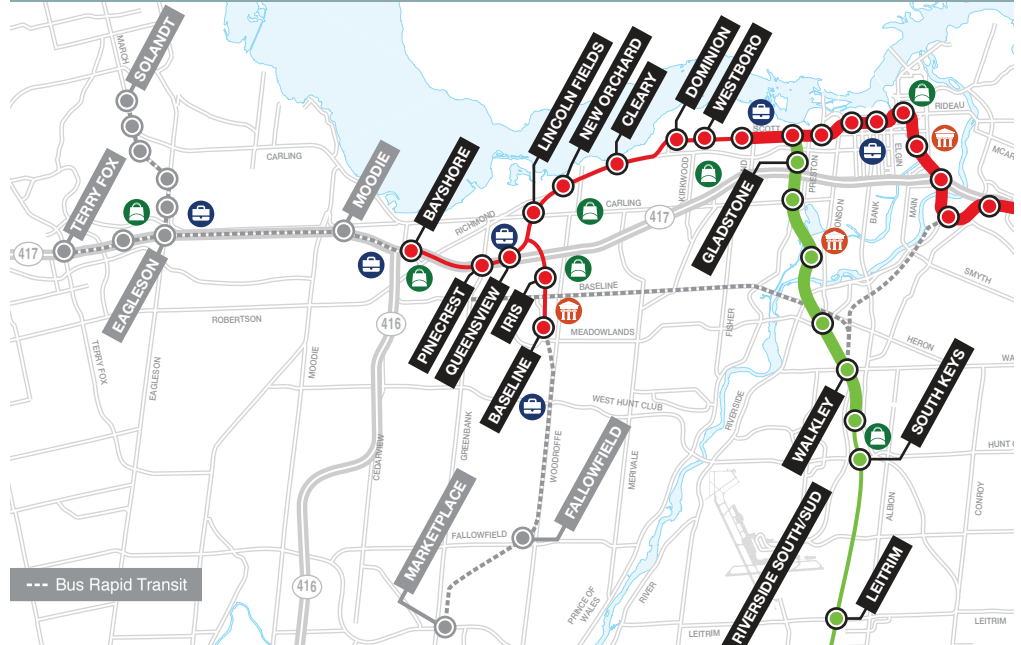 SOLANDT
MARCH
TERRY FOX
417
EAGLESON
CARLING
MOODIE
BAYSHORE
RICHMOND
LINCOLN FIELDS
NEW ORCHARD
CLEARY
DOMINION
WESTBORO
SCOTT
RIDEAU
ELGIN
KIRKWOOD
CARLING
417
GLADSTONE
PRESTON
BANK
MAIN
SMYTH
416
PINECREST
QUEENSVIEW
IRIS
BASELINE
BASELINE
MEADOWLANDS
FISHER
HERON
ROBERTSON
TERRY FOX
EAGLESON
MOODIE
WEST HUNT CLUB
RIVERSIDE
WALKLEY
SOUTH KEYS
CEDARVIEW
GREENBANK
WOODROFFE
MERIVALE
FALLOWFIELD
MARKETPLACE
FALLOWFIELD
ALBION
CONROY
RIVERSIDE SOUTH/SUD
LEITRIM
Bus Rapid Transit
416
PRINCE OF
WALES
RIVER
LEITRIM
LEITRIM